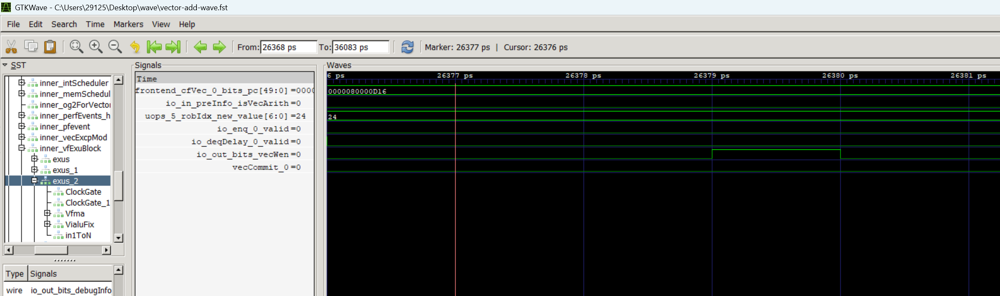 GTKWave - C:\Users\29125\Desktop\wave\vector-add-wave.fst
File Edit Search Time Markers View Help
From: 26368 ps To: 36083 ps Marker: 26377 ps | Cursor: 26376 ps
SST
inner_intScheduler
inner_memSchedul
inner_og2ForVector
inner_perfEvents_h
inner_pfevent
inner_vecExcpMod
inner_vfExuBlock
exus
exus_1
exus_2
ClockGate
ClockGate_1
Vfma
VialuFix
in1ToN
Type Signals
wire io_out_bits_debugInfo
Signals
Time
frontend_cfVec_0_bits_pc[49:0] =0000
io_in_preInfo_isVecArith =0
uops_5_robIdx_new_value[6:0] =24
io_enq_0_valid =0
io_deqDelay_0_valid =0
io_out_bits_vecWen =0
vecCommit_0 =0
Waves
6 ps 26377 ps 26378 ps 26379 ps 26380 ps 26381 ps
0000080000D16
24